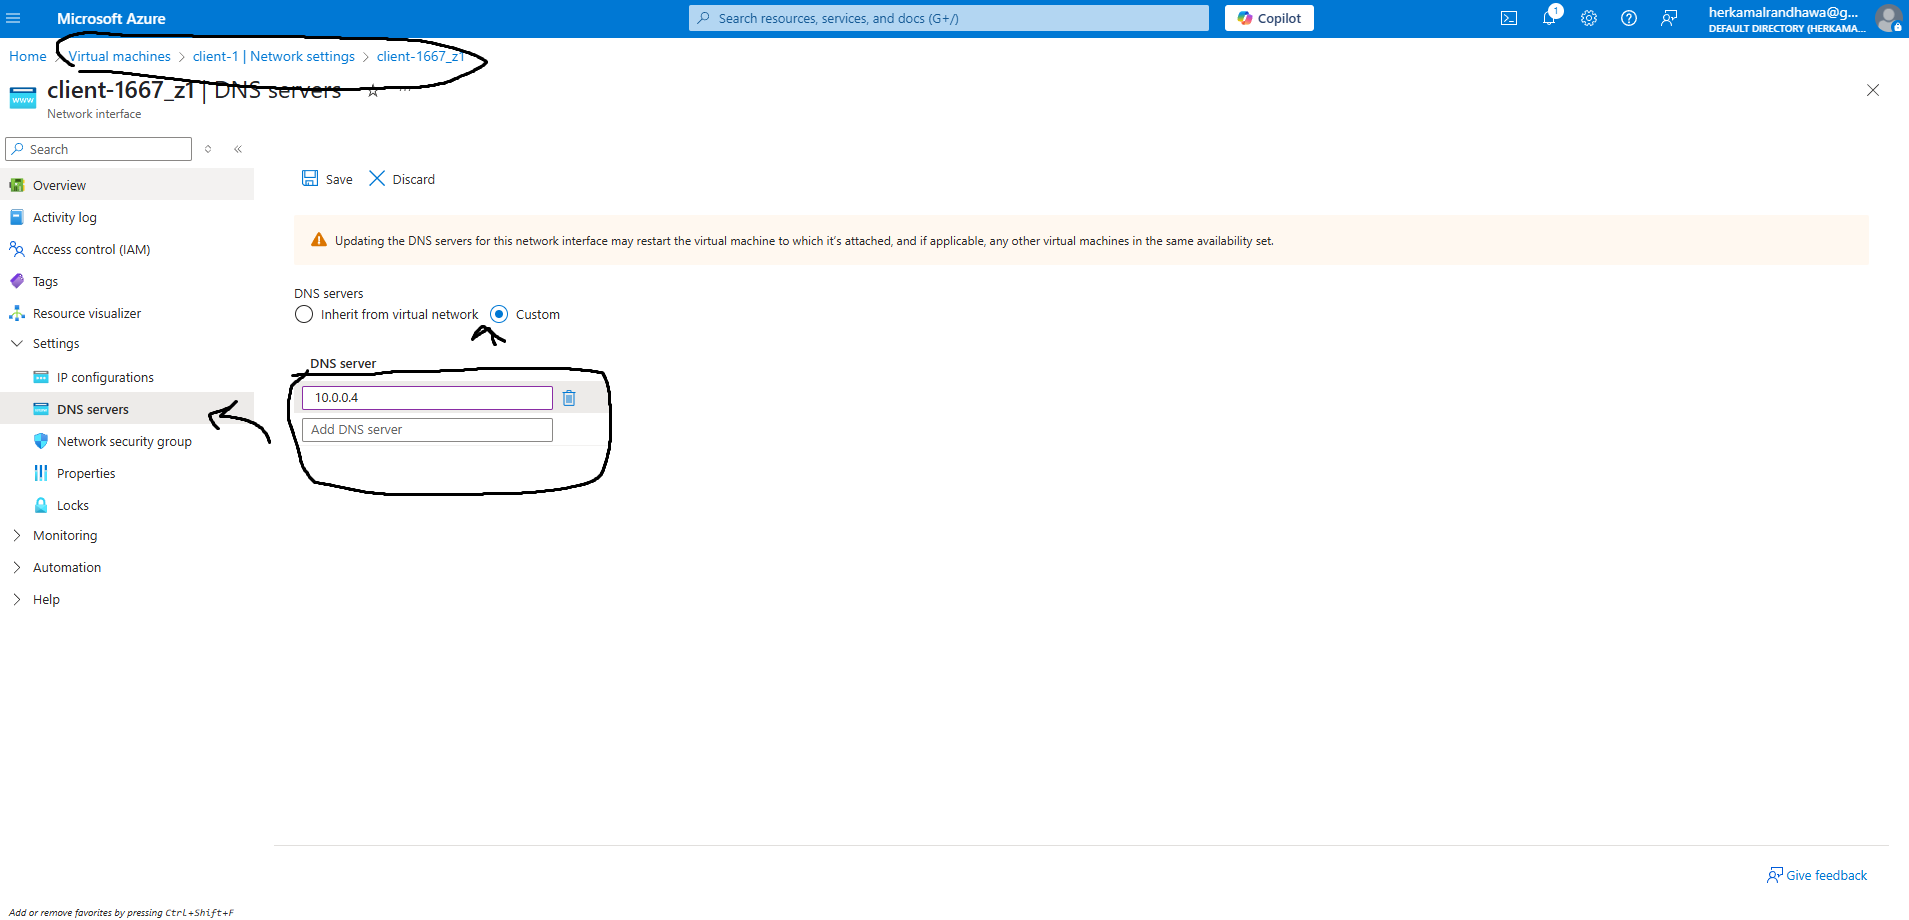 Microsoft Azure
Search resources, services, and docs (G+/)
Copilot
1
herkamalrandhawa@g...
DEFAULT DIRECTORY (HERKAMA...
Home > Virtual machines > client-1 | Network settings > client-1667_z1
client-1667_z1 | DNS servers
Network interface
Search
Overview
Activity log
Access control (IAM)
Tags
Resource visualizer
Settings
IP configurations
DNS servers
Network security group
Properties
Locks
Monitoring
Automation
Help
Save
Discard
Updating the DNS servers for this network interface may restart the virtual machine to which it's attached, and if applicable, any other virtual machines in the same availability set.
DNS servers
Inherit from virtual network
Custom
DNS server
10.0.0.4
Add DNS server
Give feedback
Add or remove favorites by pressing Ctrl+Shift+F